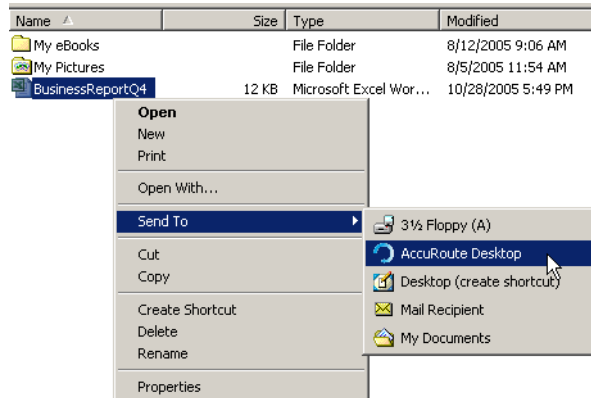 Name Size Type Modified
My eBooks File Folder 8/12/2005 9:06 AM
My Pictures File Folder 8/5/2005 11:54 AM
BusinessReportQ4 12 KB Microsoft Excel Wor... 10/28/2005 5:49 PM
Open
New
Print
Open With...
Send To
Cut
Copy
Create Shortcut
Delete
Rename
Properties
3½ Floppy (A)
AccuRoute Desktop
Desktop (create shortcut)
Mail Recipient
My Documents